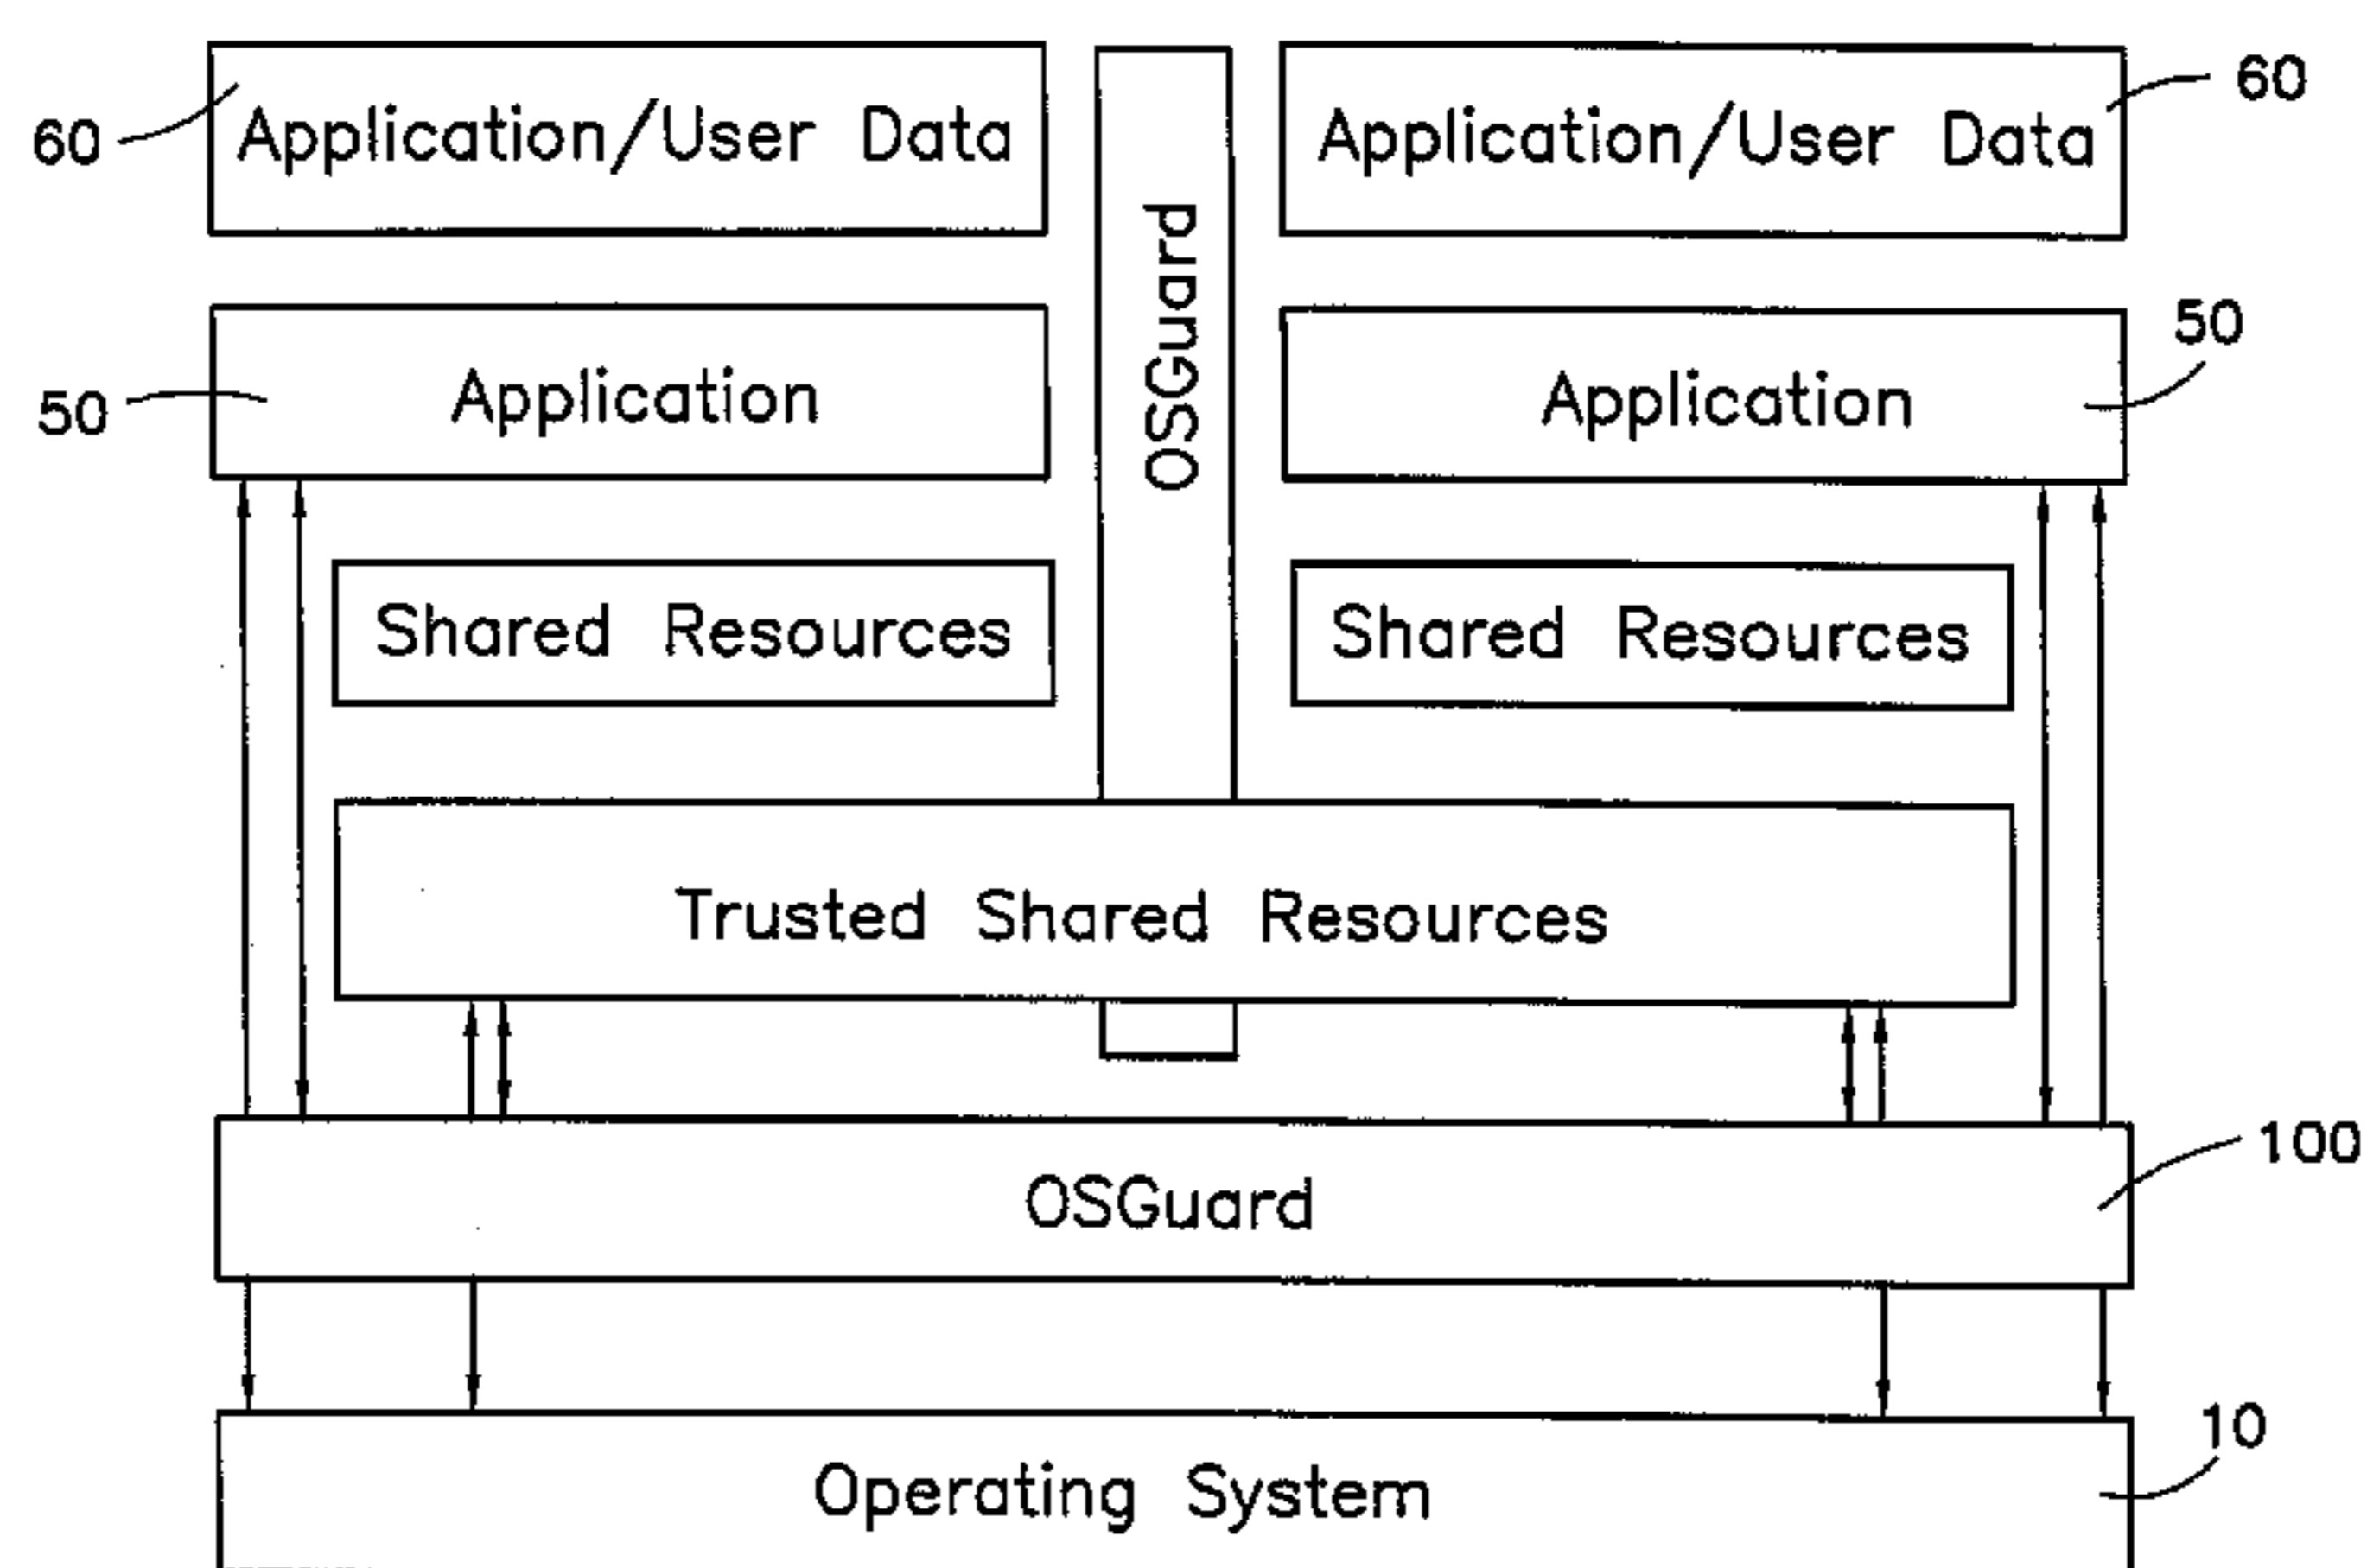 60
Application/User Data
Application/User Data
60
OSGuard
50
Application
Application
50
Shared Resources
Shared Resources
Trusted Shared Resources
OSGuard
100
Operating System
10